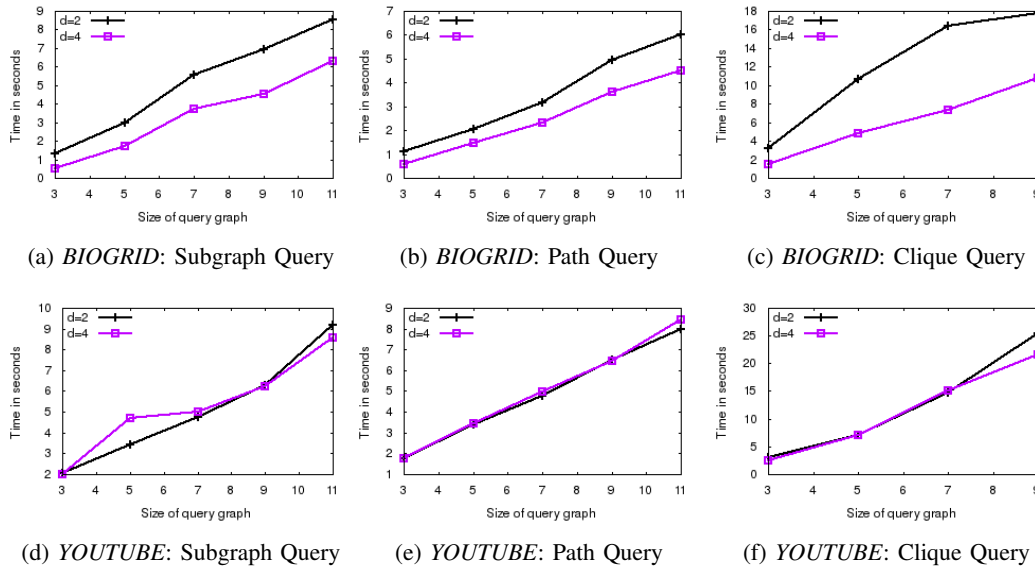 9
8
7
6
5
4
3
2
1
0
3 4 5 6 7 8 9 10 11
Time in seconds
Size of query graph
d=2
d=4
(a) BIOGRID: Subgraph Query
7
6
5
4
3
2
1
0
3 4 5 6 7 8 9 10 11
Time in seconds
Size of query graph
d=2
d=4
(b) BIOGRID: Path Query
18
16
14
12
10
8
6
4
2
0
3 4 5 6 7 8 9
Time in seconds
Size of query graph
d=2
d=4
(c) BIOGRID: Clique Query
10
9
8
7
6
5
4
3
2
3 4 5 6 7 8 9 10 11
Time in seconds
Size of query graph
d=2
d=4
(d) YOUTUBE: Subgraph Query
9
8
7
6
5
4
3
2
1
3 4 5 6 7 8 9 10 11
Time in seconds
Size of query graph
d=2
d=4
(e) YOUTUBE: Path Query
30
25
20
15
10
5
0
3 4 5 6 7 8 9
Time in seconds
Size of query graph
d=2
d=4
(f) YOUTUBE: Clique Query